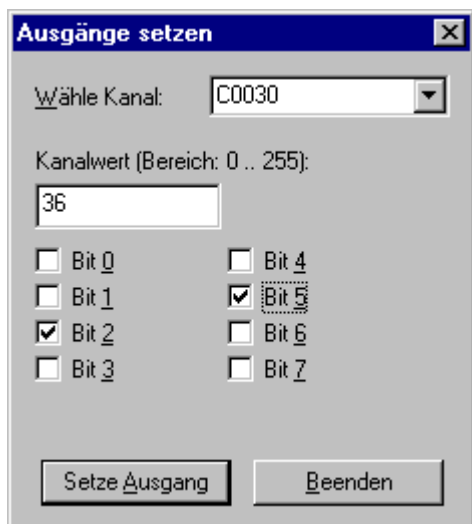 Ausgänge setzen
Wähle Kanal: C0030
Kanalwert (Bereich: 0 .. 255):
36
Bit 0 Bit 4
Bit 1 Bit 5
Bit 2 Bit 6
Bit 3 Bit 7
Setze Ausgang Beenden